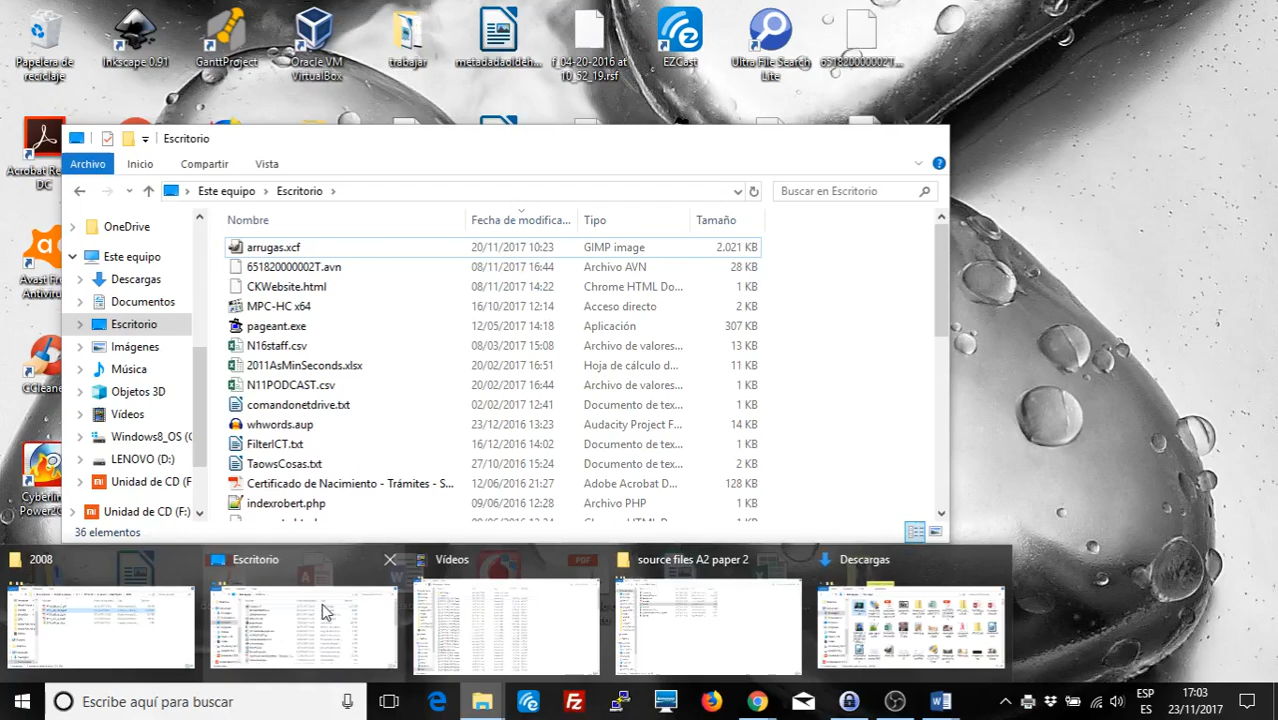 Papelera de
reciclaje
Inkscape 0.91
GanttProject
Oracle VM
VirtualBox
trabajar
metadadaoldeh...
f_04-20-2016 at
10_52_19.rsf
EZCast
Ultra File Search
Lite
651820000002T...
Acrobat Re
DC
Avast Fre
Antiviru
CCleane
Cyberlin
Power2G
Escritorio
Archivo Inicio Compartir Vista
Este equipo > Escritorio >
Buscar en Escritorio
OneDrive
Este equipo
Descargas
Documentos
Escritorio
Imágenes
Música
Objetos 3D
Vídeos
Windows8_OS (C
LENOVO (D:)
Unidad de CD (F
Unidad de CD (F:)
Nombre Fecha de modifica... Tipo Tamaño
arrugas.xcf 20/11/2017 10:23 GIMP image 2.021 KB
651820000002T.avn 08/11/2017 16:44 Archivo AVN 28 KB
CKWebsite.html 08/11/2017 14:22 Chrome HTML Do... 1 KB
MPC-HC x64 16/10/2017 12:14 Acceso directo 2 KB
pageant.exe 12/05/2017 14:18 Aplicación 307 KB
N16staff.csv 08/03/2017 15:08 Archivo de valores... 13 KB
2011AsMinSeconds.xlsx 20/02/2017 16:51 Hoja de cálculo d... 11 KB
N11PODCAST.csv 20/02/2017 16:44 Archivo de valores... 1 KB
comandonetdrive.txt 02/02/2017 12:41 Documento de tex... 1 KB
whwords.aup 23/12/2016 13:23 Audacity Project F... 14 KB
FilterICT.txt 16/12/2016 14:02 Documento de tex... 1 KB
TaowsCosas.txt 27/10/2016 15:24 Documento de tex... 2 KB
Certificado de Nacimiento - Trámites - S... 12/06/2016 21:27 Adobe Acrobat D... 128 KB
indexrobert.php 09/06/2016 12:28 Archivo PHP 1 KB
36 elementos
2008
Escritorio
Vídeos
PDF
source files A2 paper 2
Descargas
Escribe aquí para buscar
ESP
ES
17:03
23/11/2017